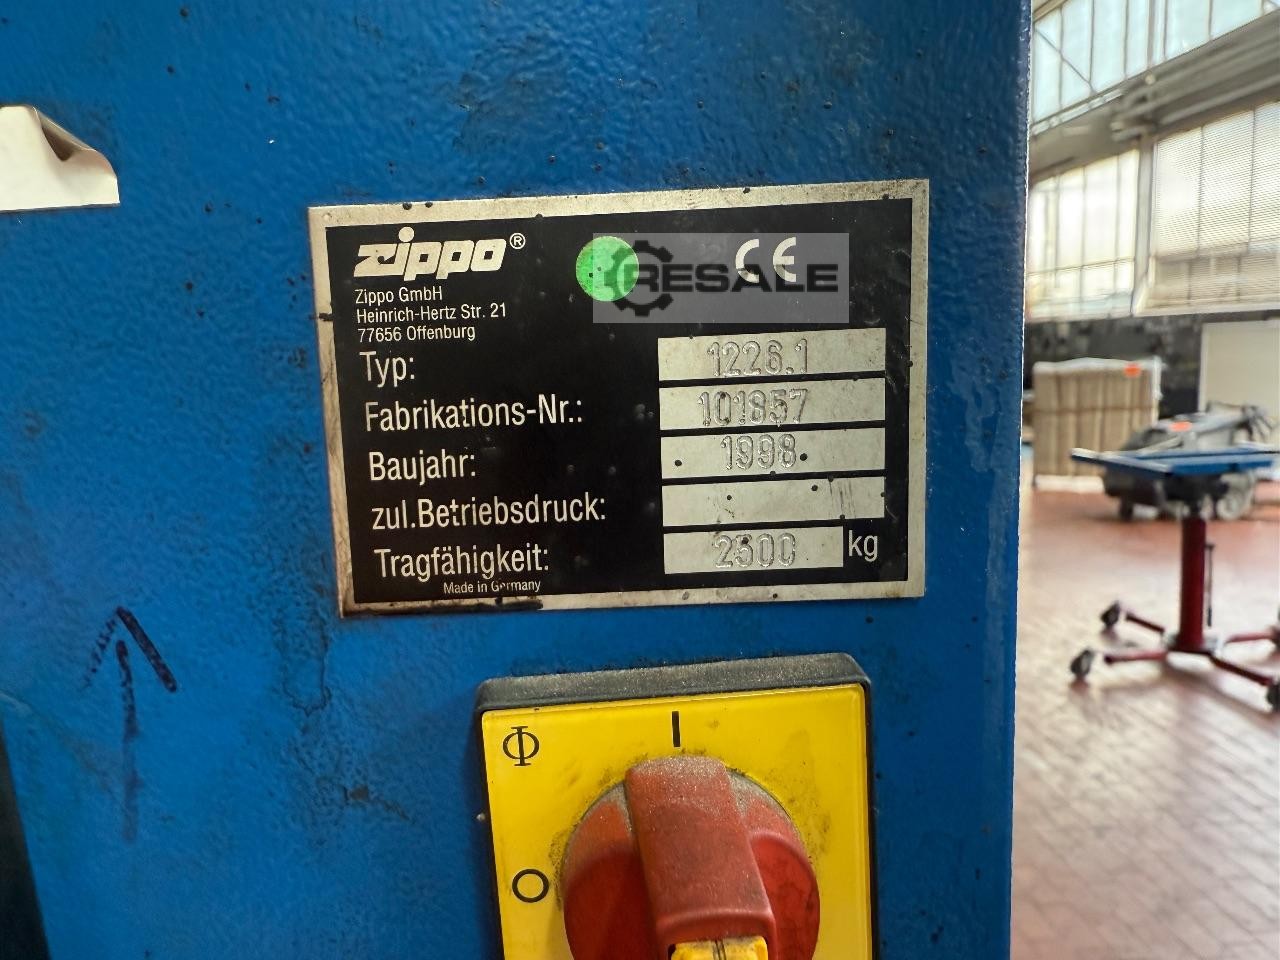 zippo®
Zippo GmbH
Heinrich-Hertz Str. 21
77656 Offenburg
RESALE
CE
Typ: 1226.1
Fabrikations-Nr.: 101857
Baujahr: 1998
zul.Betriebsdruck:
Tragfähigkeit: 2500 kg
Made in Germany
Φ I
O